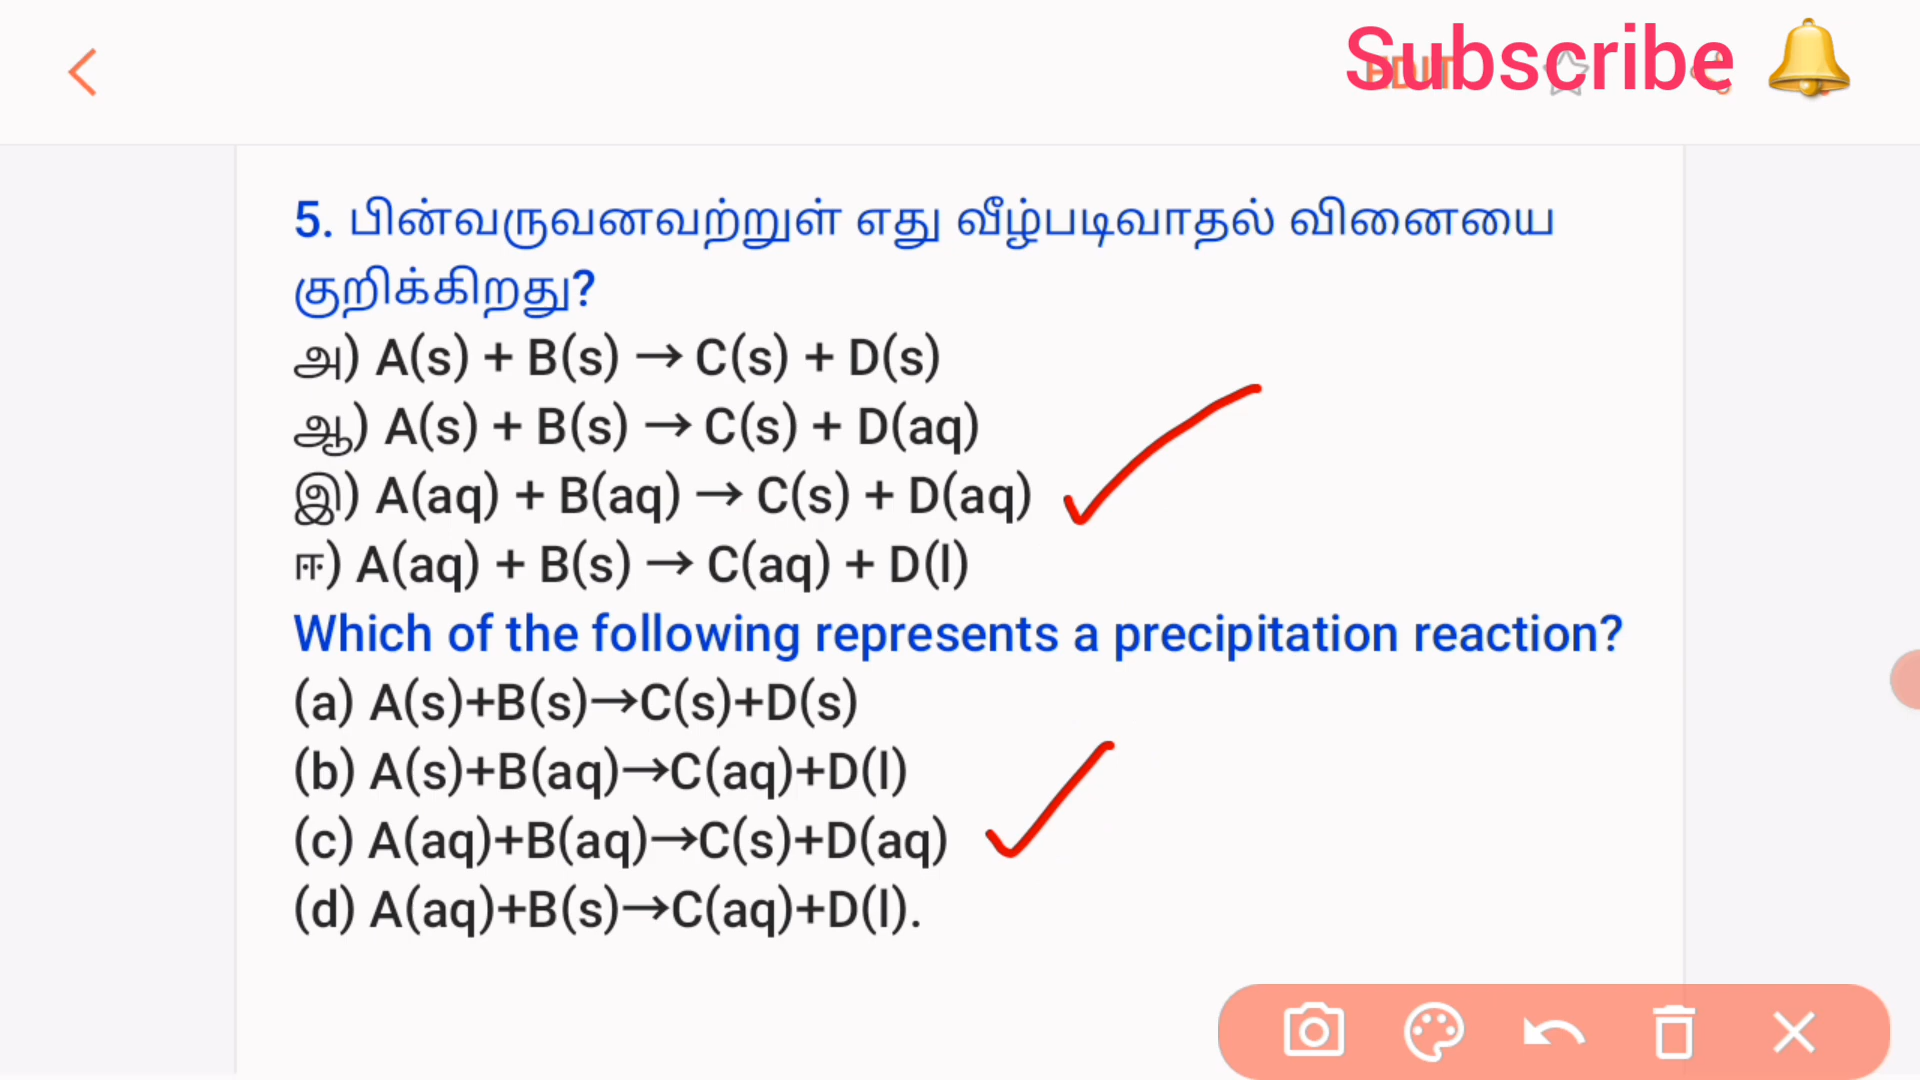 Subscribe 🔔
5. பின்வருவனவற்றுள் எது வீழ்படிவாதல் வினையை
குறிக்கிறது?
அ) A(s) + B(s) → C(s) + D(s)
ஆ) A(s) + B(s) → C(s) + D(aq)
இ) A(aq) + B(aq) → C(s) + D(aq)
ஈ) A(aq) + B(s) → C(aq) + D(l)
Which of the following represents a precipitation reaction?
(a) A(s)+B(s)→C(s)+D(s)
(b) A(s)+B(aq)→C(aq)+D(l)
(c) A(aq)+B(aq)→C(s)+D(aq)
(d) A(aq)+B(s)→C(aq)+D(l).